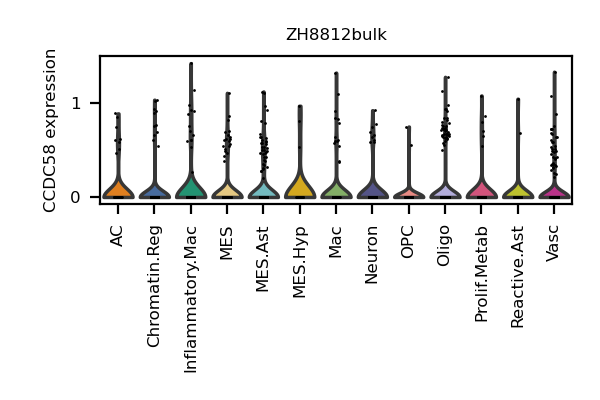 ZH8812bulk
CCDC58 expression
1
0
AC
Chromatin.Reg
Inflammatory.Mac
MES
MES.Ast
MES.Hyp
Mac
Neuron
OPC
Oligo
Prolif.Metab
Reactive.Ast
Vasc